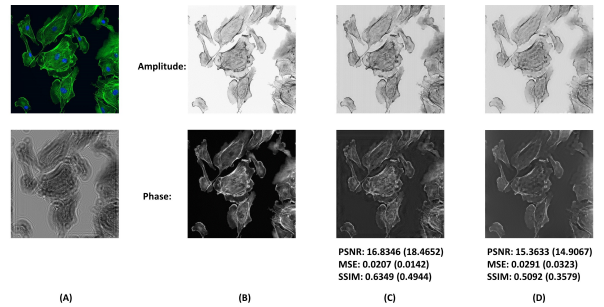 Amplitude:
Phase:
PSNR: 16.8346 (18.4652)
MSE: 0.0207 (0.0142)
SSIM: 0.6349 (0.4944)
PSNR: 15.3633 (14.9067)
MSE: 0.0291 (0.0323)
SSIM: 0.5092 (0.3579)
(A)
(B)
(C)
(D)